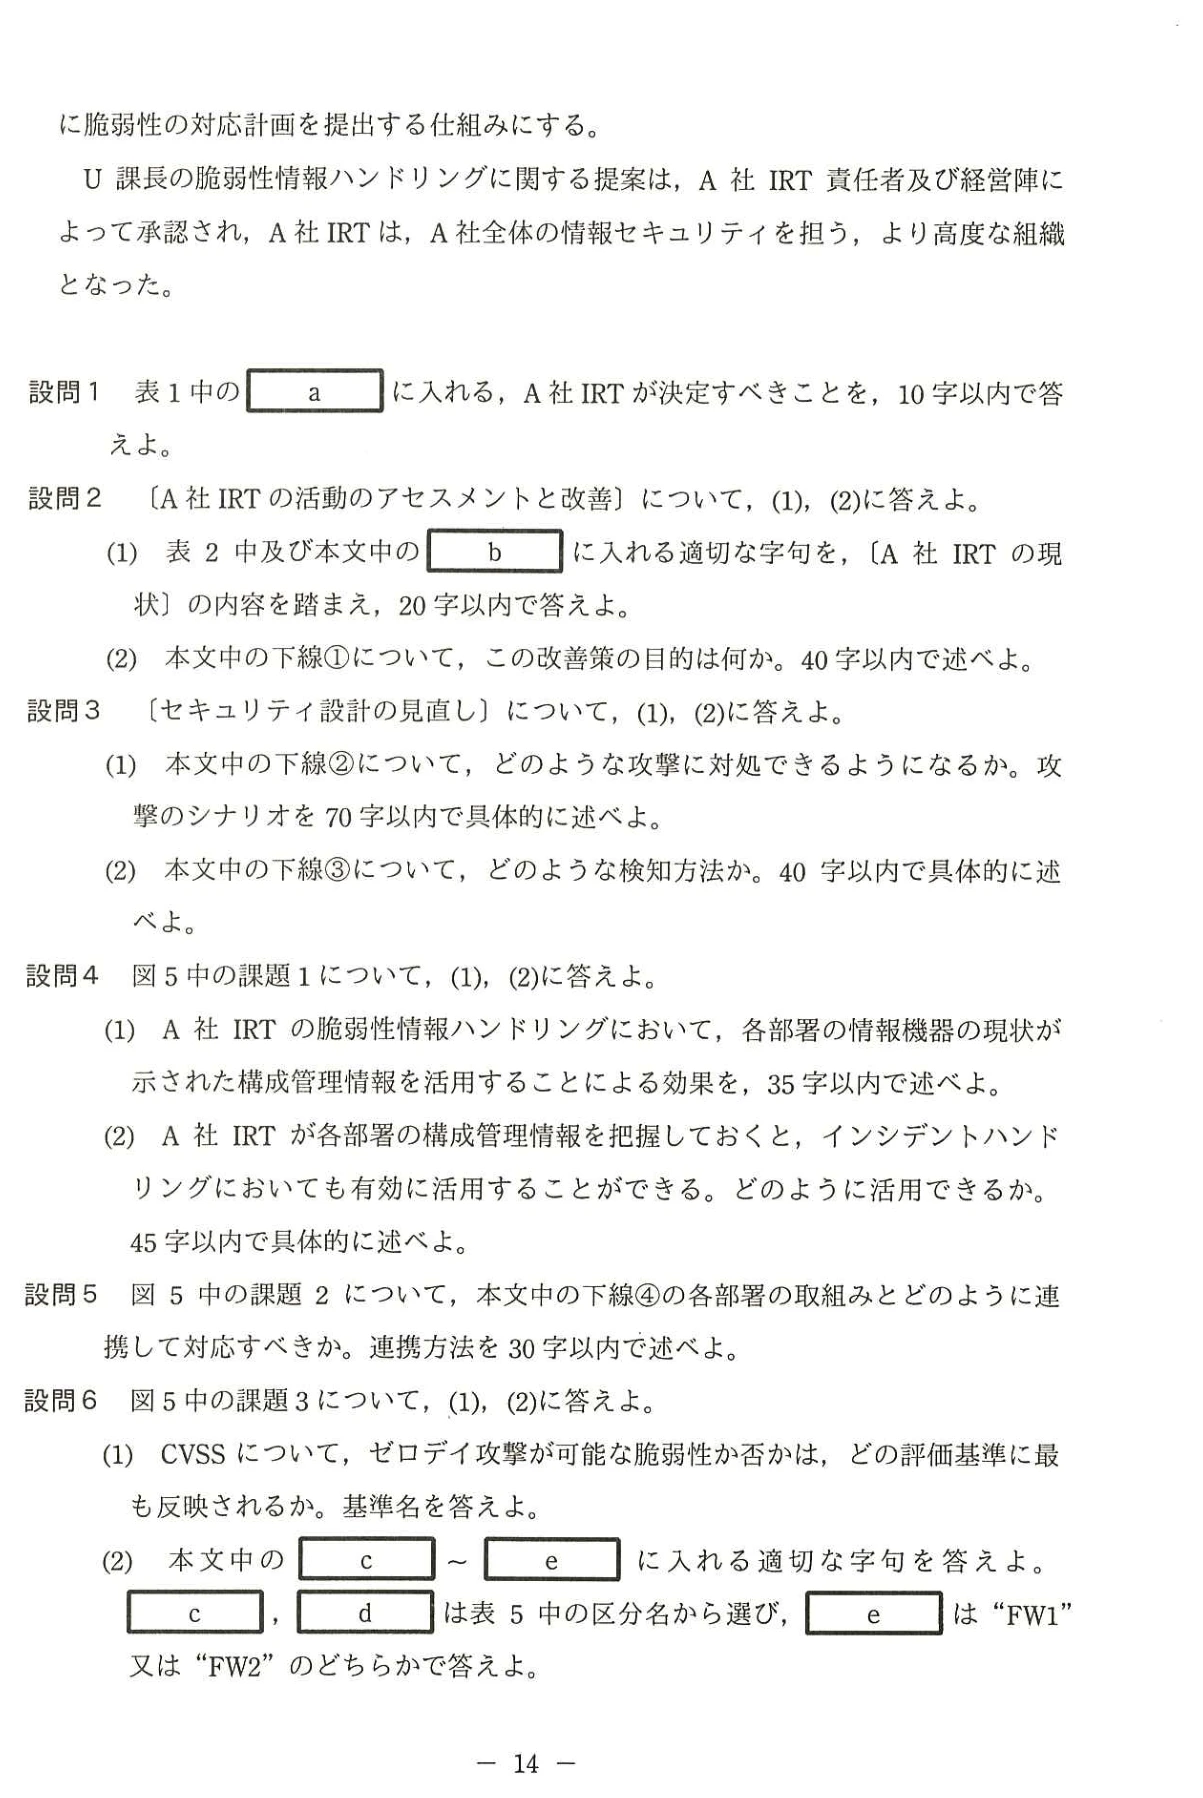 に脆弱性の対応計画を提出する仕組みにする。
U 課長の脆弱性情報ハンドリングに関する提案は，A 社 IRT 責任者及び経営陣に
よって承認され，A 社 IRT は，A 社全体の情報セキュリティを担う，より高度な組織
となった。
設問1 表 1 中の a に入れる，A 社 IRT が決定すべきことを，10 字以内で答
えよ。
設問2 〔A 社 IRT の活動のアセスメントと改善〕について，(1)，(2)に答えよ。
(1) 表 2 中及び本文中の b に入れる適切な字句を，〔A 社 IRT の現
状〕の内容を踏まえ，20 字以内で答えよ。
(2) 本文中の下線①について，この改善策の目的は何か。40 字以内で述べよ。
設問3 〔セキュリティ設計の見直し〕について，(1)，(2)に答えよ。
(1) 本文中の下線②について，どのような攻撃に対処できるようになるか。攻
撃のシナリオを 70 字以内で具体的に述べよ。
(2) 本文中の下線③について，どのような検知方法か。40 字以内で具体的に述
べよ。
設問4 図 5 中の課題 1 について，(1)，(2)に答えよ。
(1) A 社 IRT の脆弱性情報ハンドリングにおいて，各部署の情報機器の現状が
示された構成管理情報を活用することによる効果を，35 字以内で述べよ。
(2) A 社 IRT が各部署の構成管理情報を把握しておくと，インシデントハンド
リングにおいても有効に活用することができる。どのように活用できるか。
45 字以内で具体的に述べよ。
設問5 図 5 中の課題 2 について，本文中の下線④の各部署の取組みとどのように連
携して対応すべきか。連携方法を 30 字以内で述べよ。
設問6 図 5 中の課題 3 について，(1)，(2)に答えよ。
(1) CVSS について，ゼロデイ攻撃が可能な脆弱性か否かは，どの評価基準に最
も反映されるか。基準名を答えよ。
(2) 本文中の c ～ e に入れる適切な字句を答えよ。
c ， d は表 5 中の区分名から選び， e は “FW1”
又は “FW2” のどちらかで答えよ。
― 14 ―